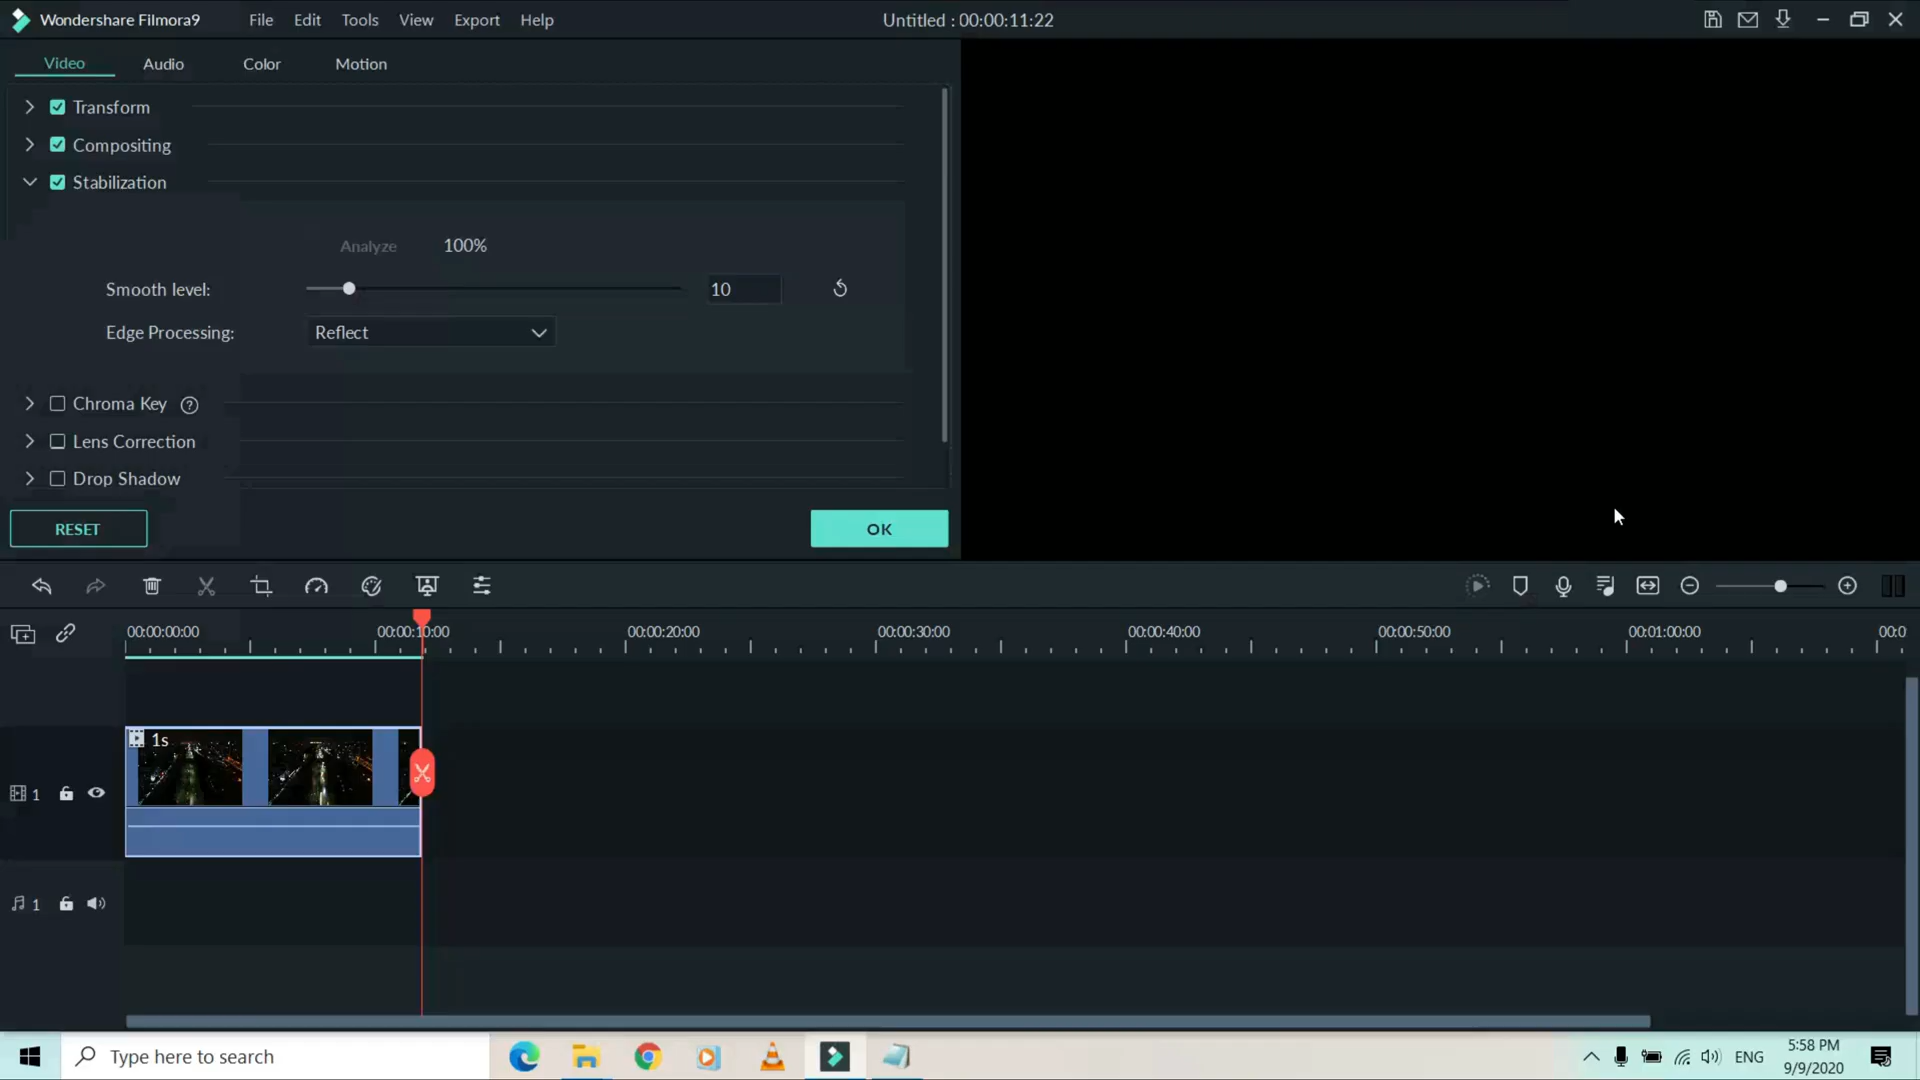 Wondershare Filmora9 File Edit Tools View Export Help Untitled : 00:00:11:22
Video Audio Color Motion
Transform
Compositing
Stabilization
Analyze 100%
Smooth level: 10
Edge Processing: Reflect
Chroma Key ?
Lens Correction
Drop Shadow
RESET OK
00:00:00:00 00:00:10:00 00:00:20:00 00:00:30:00 00:00:40:00 00:00:50:00 00:01:00:00 00:0
1s
1
1
Type here to search ENG 5:58 PM
9/9/2020